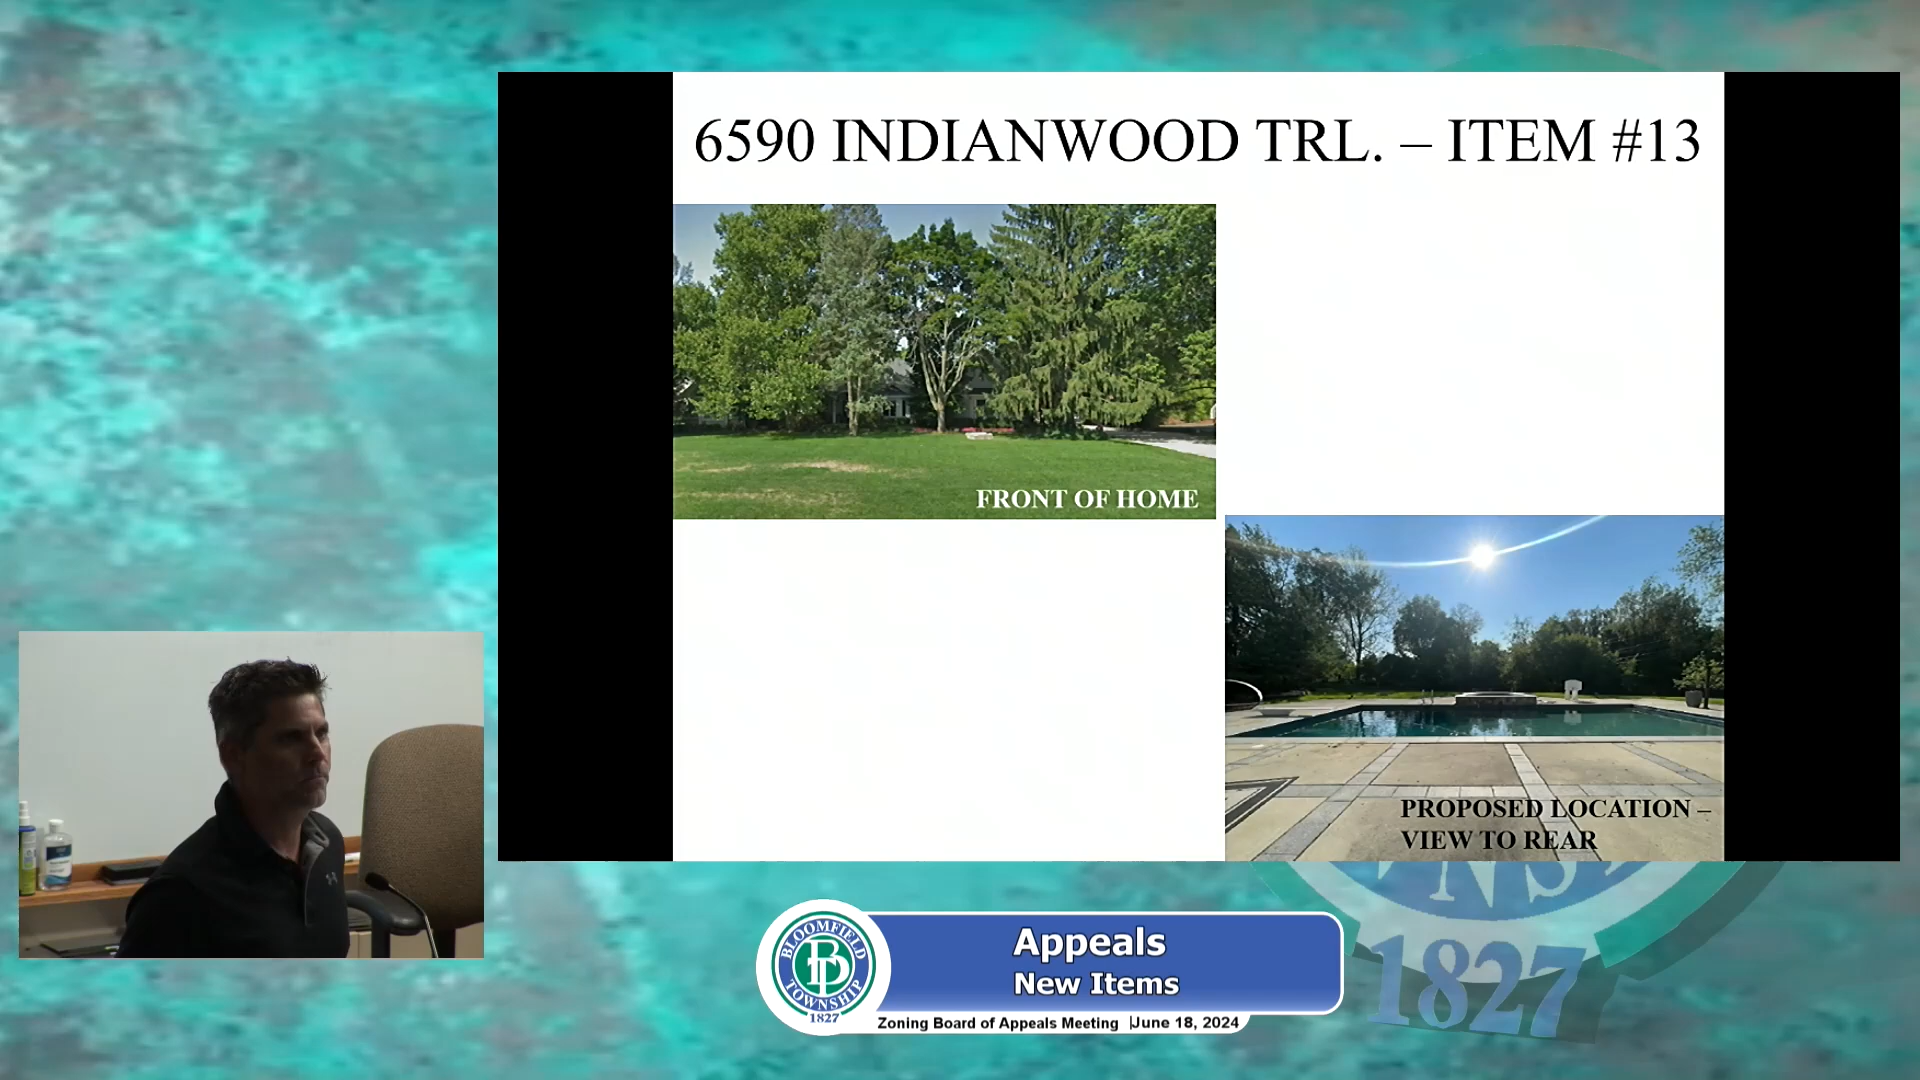 6590 INDIANWOOD TRL. – ITEM #13
FRONT OF HOME
PROPOSED LOCATION –
VIEW TO REAR
1827
BLOOMFIELD
TOWNSHIP
1827
Appeals
New Items
Zoning Board of Appeals Meeting
June 18, 2024